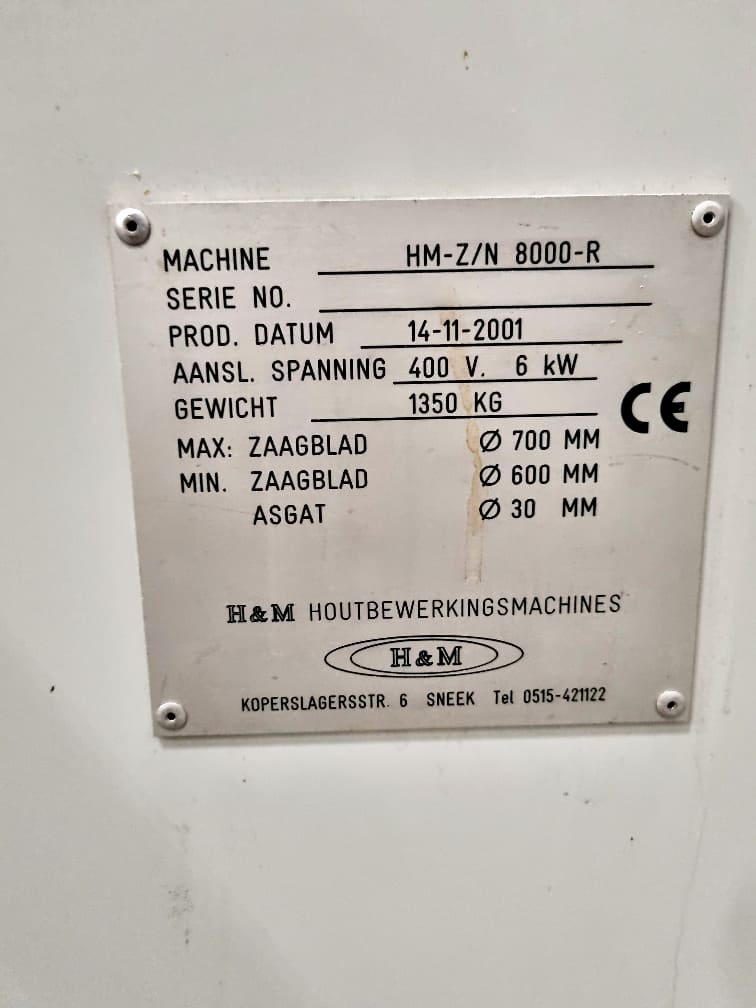 MACHINE HM-Z/N 8000-R
SERIE NO.
PROD. DATUM 14-11-2001
AANSL. SPANNING 400 V. 6 kW
GEWICHT 1350 KG
CE
MAX: ZAAGBLAD Ø 700 MM
MIN. ZAAGBLAD Ø 600 MM
ASGAT Ø 30 MM
H&M HOUTBEWERKINGSMACHINES
H&M
KOPERSLAGERSSTR. 6 SNEEK Tel 0515-421122